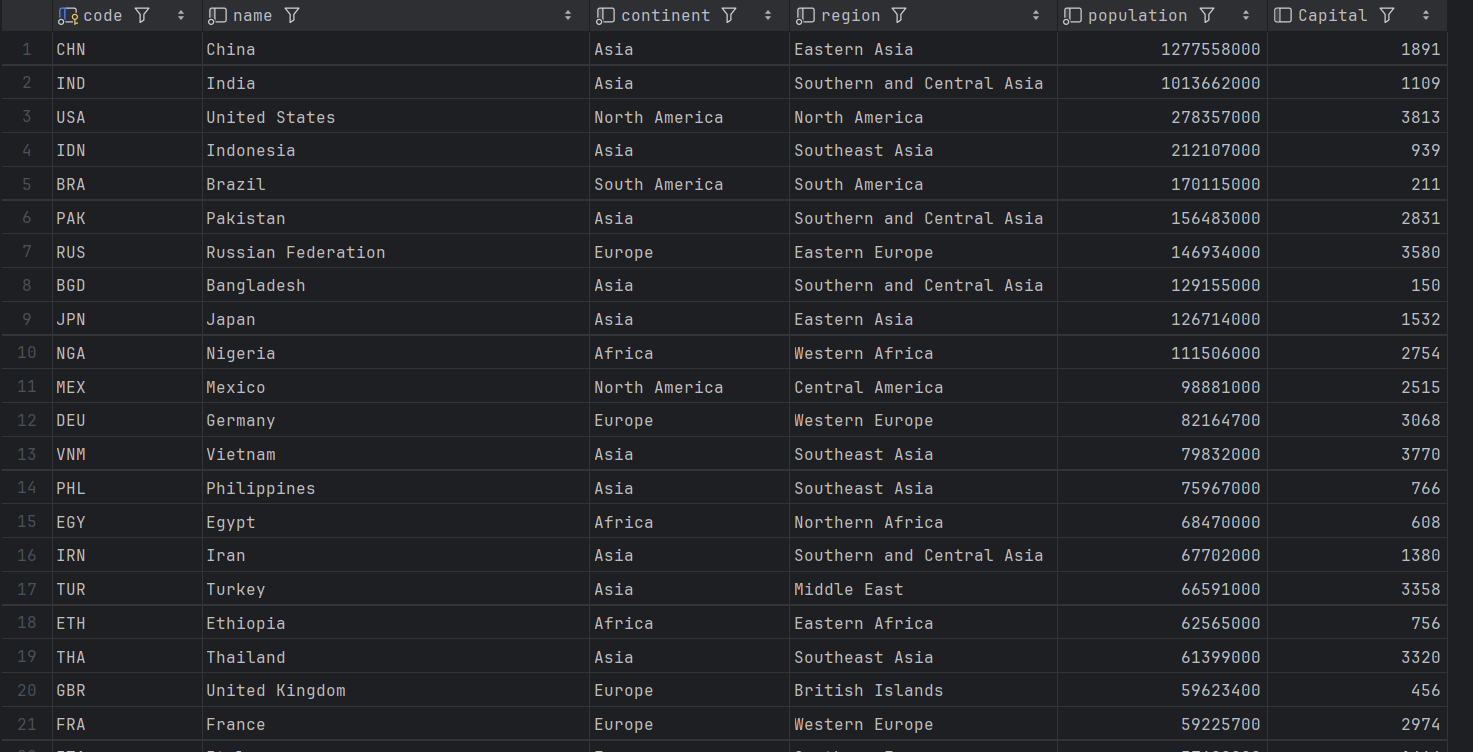 code name continent region population Capital
1 CHN China Asia Eastern Asia 1277558000 1891
2 IND India Asia Southern and Central Asia 1013662000 1109
3 USA United States North America North America 278357000 3813
4 IDN Indonesia Asia Southeast Asia 212107000 939
5 BRA Brazil South America South America 170115000 211
6 PAK Pakistan Asia Southern and Central Asia 156483000 2831
7 RUS Russian Federation Europe Eastern Europe 146934000 3580
8 BGD Bangladesh Asia Southern and Central Asia 129155000 150
9 JPN Japan Asia Eastern Asia 126714000 1532
10 NGA Nigeria Africa Western Africa 111506000 2754
11 MEX Mexico North America Central America 98881000 2515
12 DEU Germany Europe Western Europe 82164700 3068
13 VNM Vietnam Asia Southeast Asia 79832000 3770
14 PHL Philippines Asia Southeast Asia 75967000 766
15 EGY Egypt Africa Northern Africa 68470000 608
16 IRN Iran Asia Southern and Central Asia 67702000 1380
17 TUR Turkey Asia Middle East 66591000 3358
18 ETH Ethiopia Africa Eastern Africa 62565000 756
19 THA Thailand Asia Southeast Asia 61399000 3320
20 GBR United Kingdom Europe British Islands 59623400 456
21 FRA France Europe Western Europe 59225700 2974